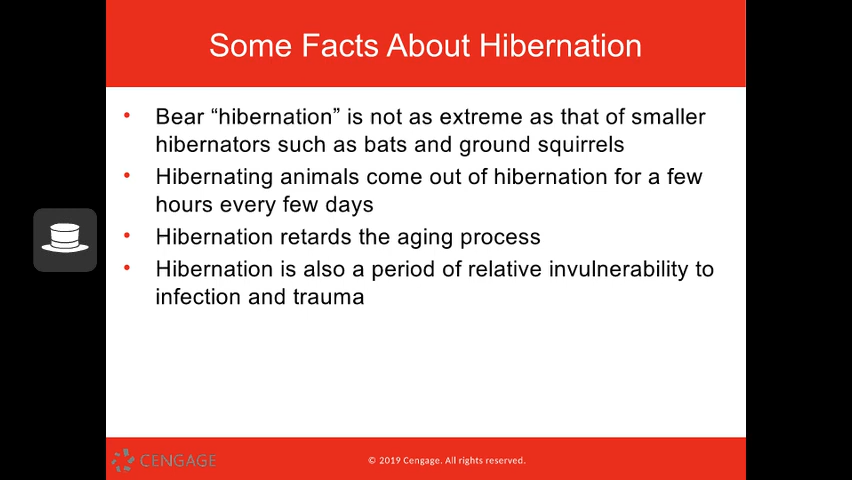 Some Facts About Hibernation
• Bear “hibernation” is not as extreme as that of smaller
hibernators such as bats and ground squirrels
• Hibernating animals come out of hibernation for a few
hours every few days
• Hibernation retards the aging process
• Hibernation is also a period of relative invulnerability to
infection and trauma
CENGAGE
© 2019 Cengage. All rights reserved.